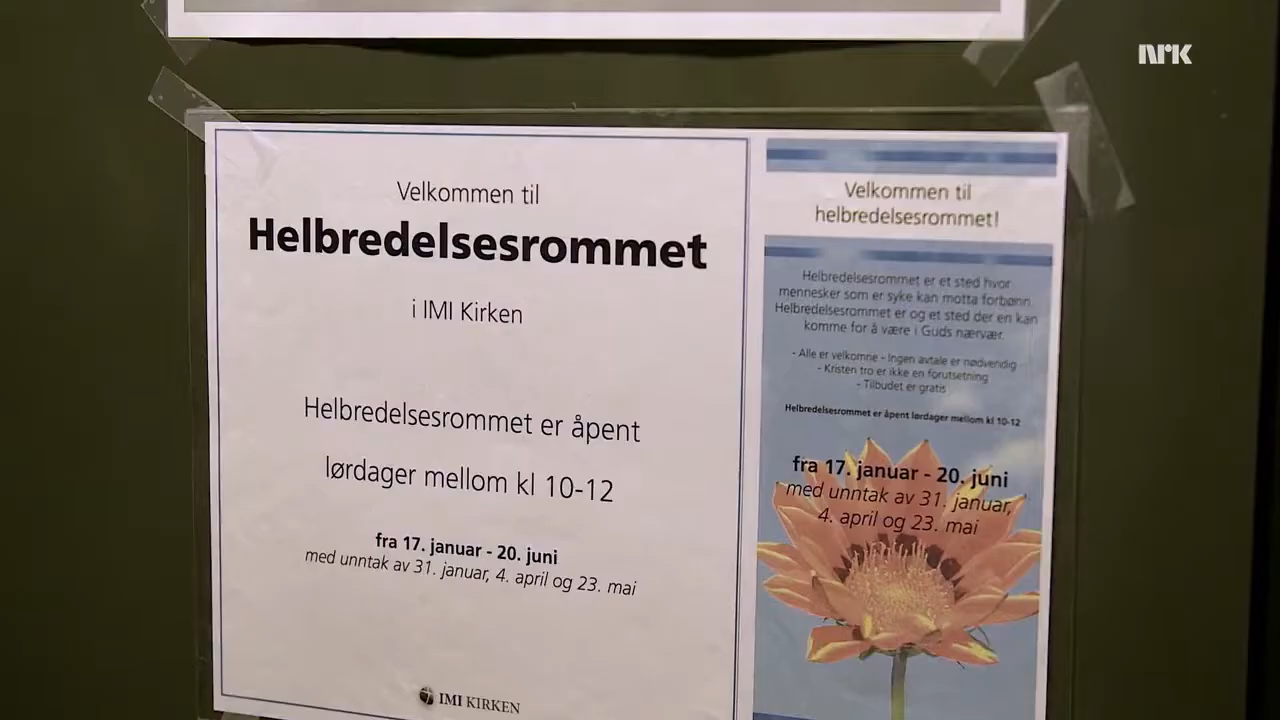 NRK
Velkommen til
Helbredelsesrommet
i IMI Kirken
Helbredelsesrommet er åpent
lørdager mellom kl 10-12
fra 17. januar - 20. juni
med unntak av 31. januar, 4. april og 23. mai
IMI KIRKEN
Velkommen til
helbredelsesrommet!
Helbredelsesrommet er et sted hvor
mennesker som er syke kan motta forbønn.
Helbredelsesrommet er og et sted der en kan
komme for å være i Guds nærvær.
- Alle er velkomne - Ingen avtale er nødvendig
- Kristen tro er ikke en forutsetning
- Tilbudet er gratis
Helbredelsesrommet er åpent lørdager mellom kl 10-12
fra 17. januar - 20. juni
med unntak av 31. januar,
4. april og 23. mai